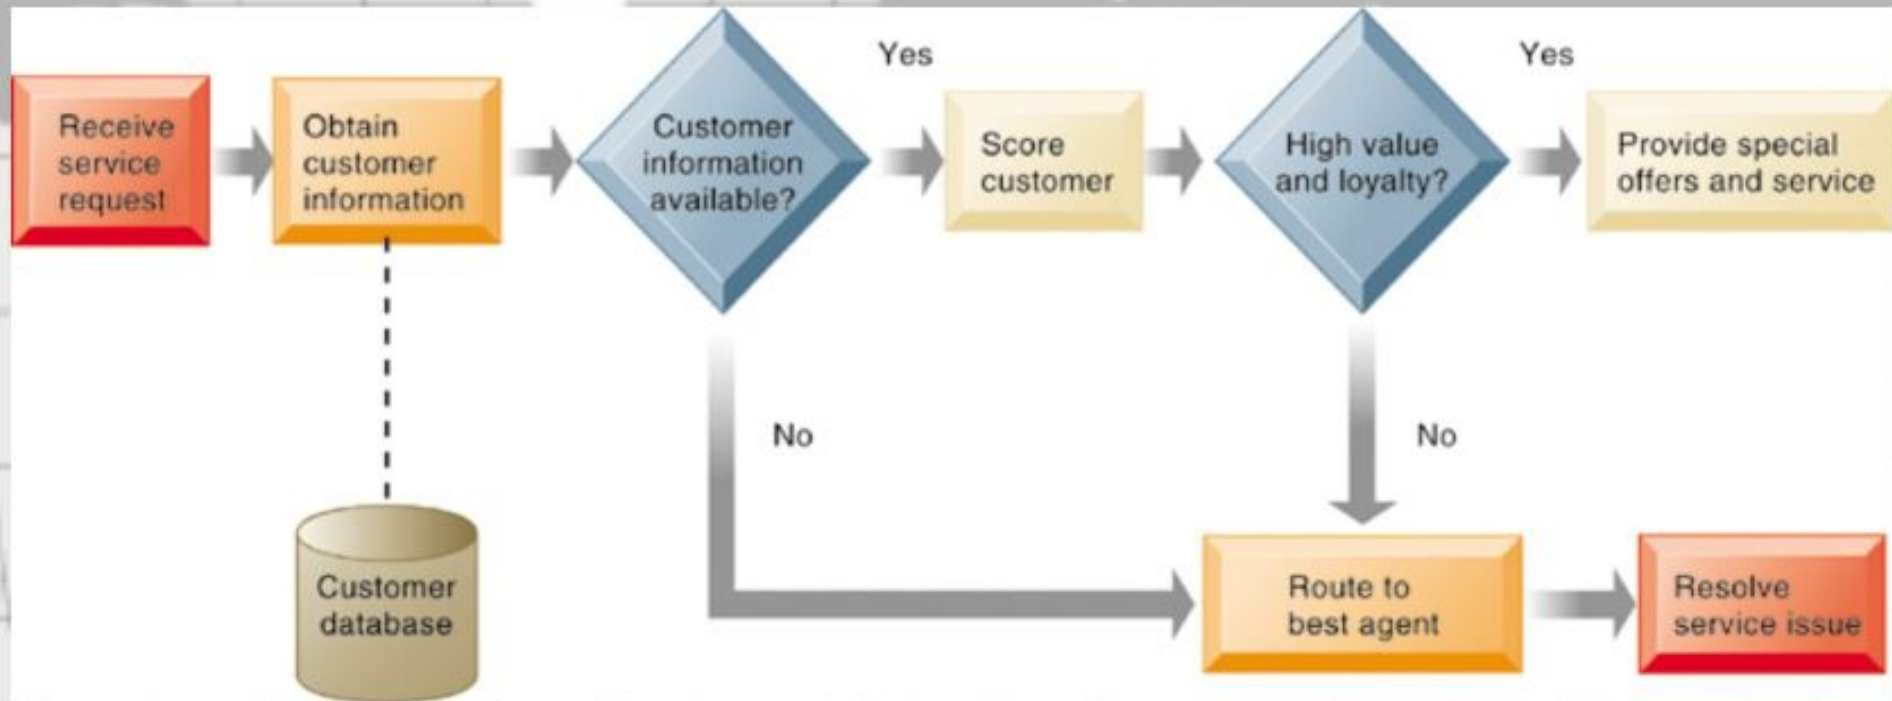 Receive
service
request
Obtain
customer
information
Customer
information
available?
Yes
Score
customer
High value
and loyalty?
Yes
Provide special
offers and service
No
No
Customer
database
Route to
best agent
Resolve
service issue